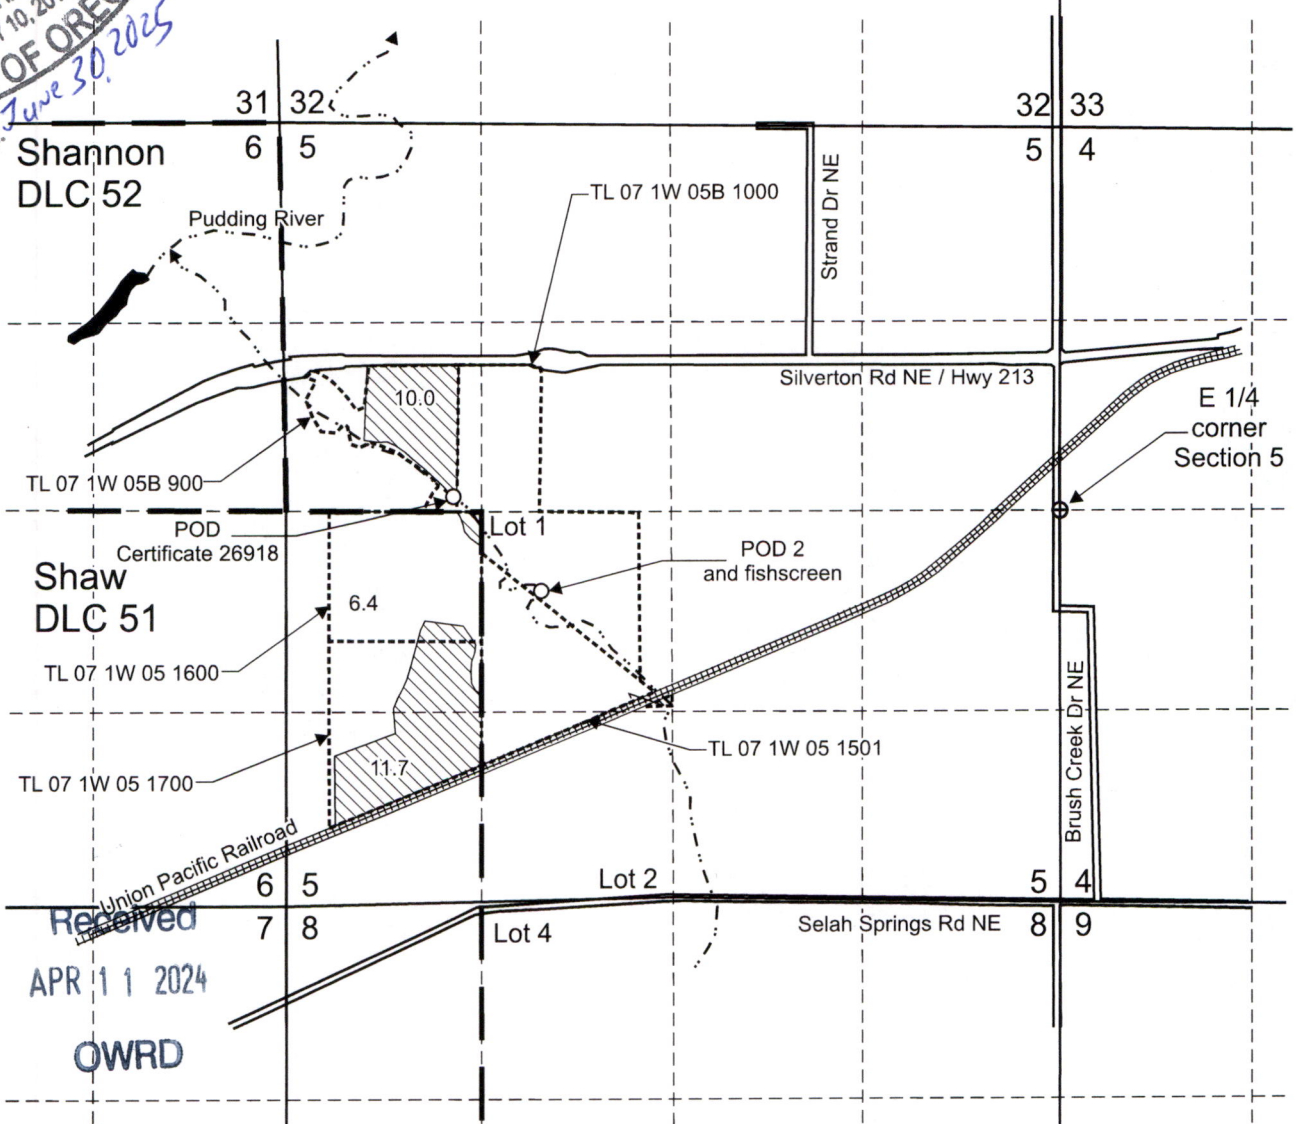 10, 20
OF OREG
June 30, 2025
31 32
32 33
6 5
5 4
Shannon
DLC 52
TL 07 1W 05B 1000
Strand Dr NE
Pudding River
Silverton Rd NE / Hwy 213
10.0
E 1/4
corner
Section 5
TL 07 1W 05B 900
POD
Certificate 26918
Lot 1
POD 2
and fishscreen
Shaw
DLC 51
6.4
TL 07 1W 05 1600
Brush Creek Dr NE
TL 07 1W 05 1501
11.7
TL 07 1W 05 1700
Union Pacific Railroad
6 5
Lot 2
5 4
Received
7 8
Lot 4
Selah Springs Rd NE
8 9
APR 11 2024
OWRD